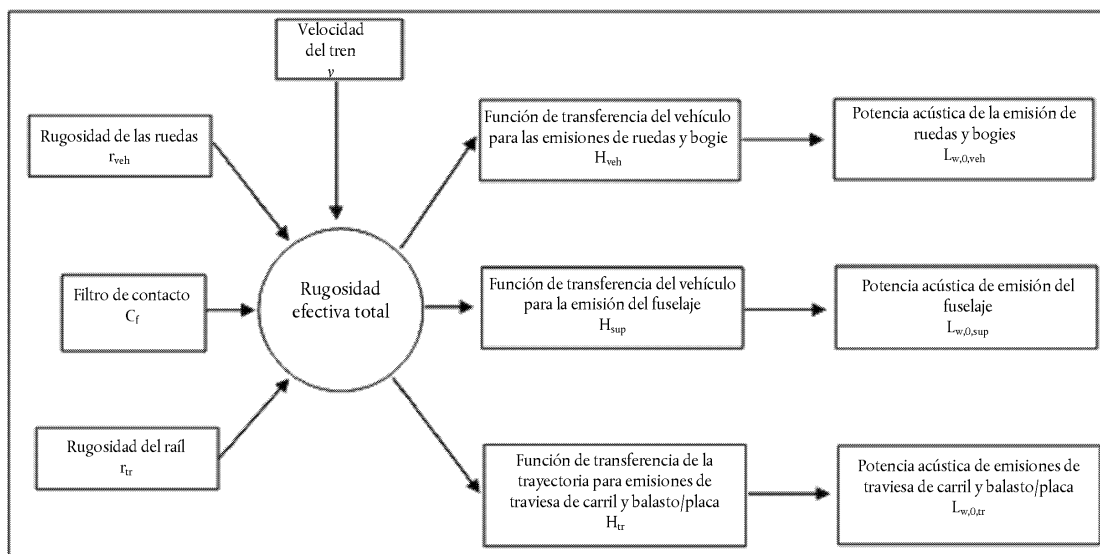 Velocidad
del tren
v
Rugosidad de las ruedas
r_veh
Filtro de contacto
C_f
Rugosidad del raíl
r_tr
Rugosidad
efectiva total
Función de transferencia del vehículo
para las emisiones de ruedas y bogie
H_veh
Potencia acústica de la emisión de
ruedas y bogies
L_w,0,veh
Función de transferencia del vehículo
para la emisión del fuselaje
H_sup
Potencia acústica de emisión del
fuselaje
L_w,0,sup
Función de transferencia de la
trayectoria para emisiones de
traviesa de carril y balasto/placa
H_tr
Potencia acústica de emisiones de
traviesa de carril y balasto/placa
L_w,0,tr